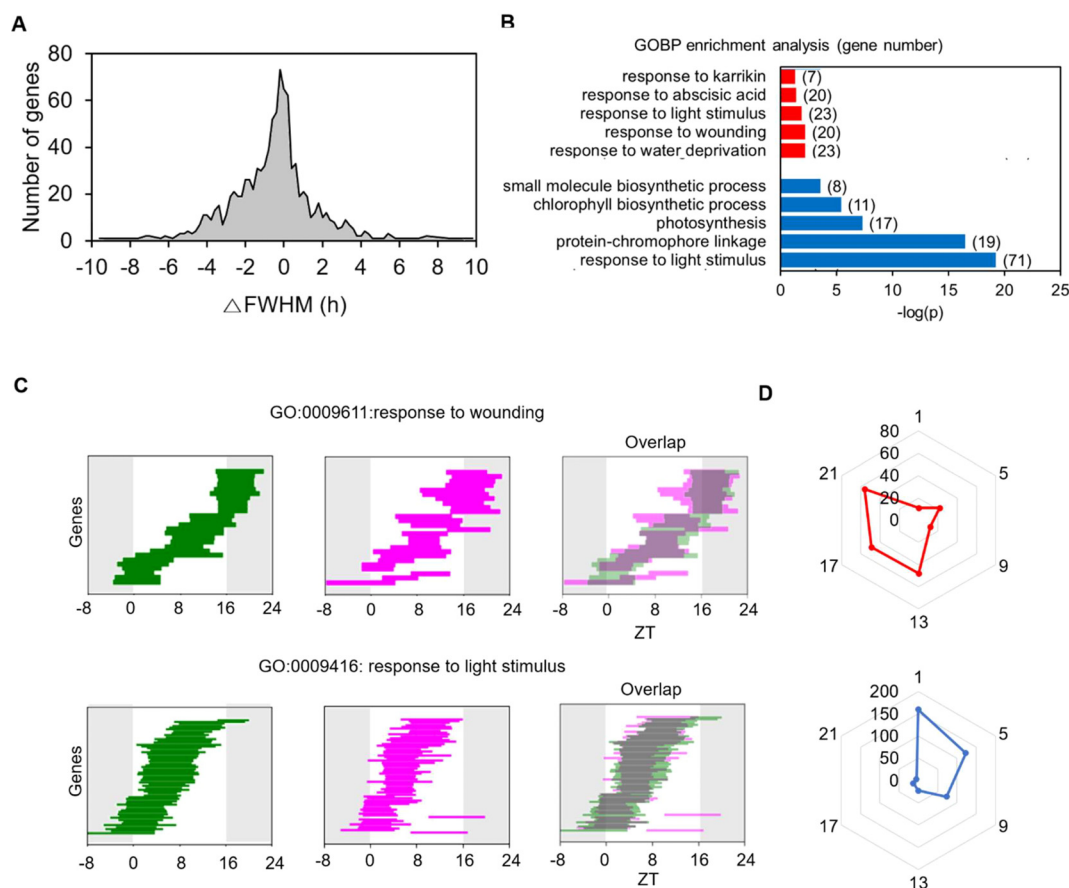 A
Number of genes
80
60
40
20
0
-10 -8 -6 -4 -2 0 2 4 6 8 10
△FWHM (h)
B
GOBP enrichment analysis (gene number)
response to karrikin (7)
response to abscisic acid (20)
response to light stimulus (23)
response to wounding (20)
response to water deprivation (23)
small molecule biosynthetic process (8)
chlorophyll biosynthetic process (11)
photosynthesis (17)
protein-chromophore linkage (19)
response to light stimulus (71)
0 5 10 15 20 25
-log(p)
C
GO:0009611:response to wounding
Overlap
Genes
-8 0 8 16 24
0 8 16 24
-8 0 8 16 24
ZT
GO:0009416: response to light stimulus
Overlap
Genes
-8 0 8 16 24
0 8 16 24
-8 0 8 16 24
ZT
D
1
80
60
40
20
0
5
9
13
17
21
1
200
150
100
50
0
5
9
13
17
21